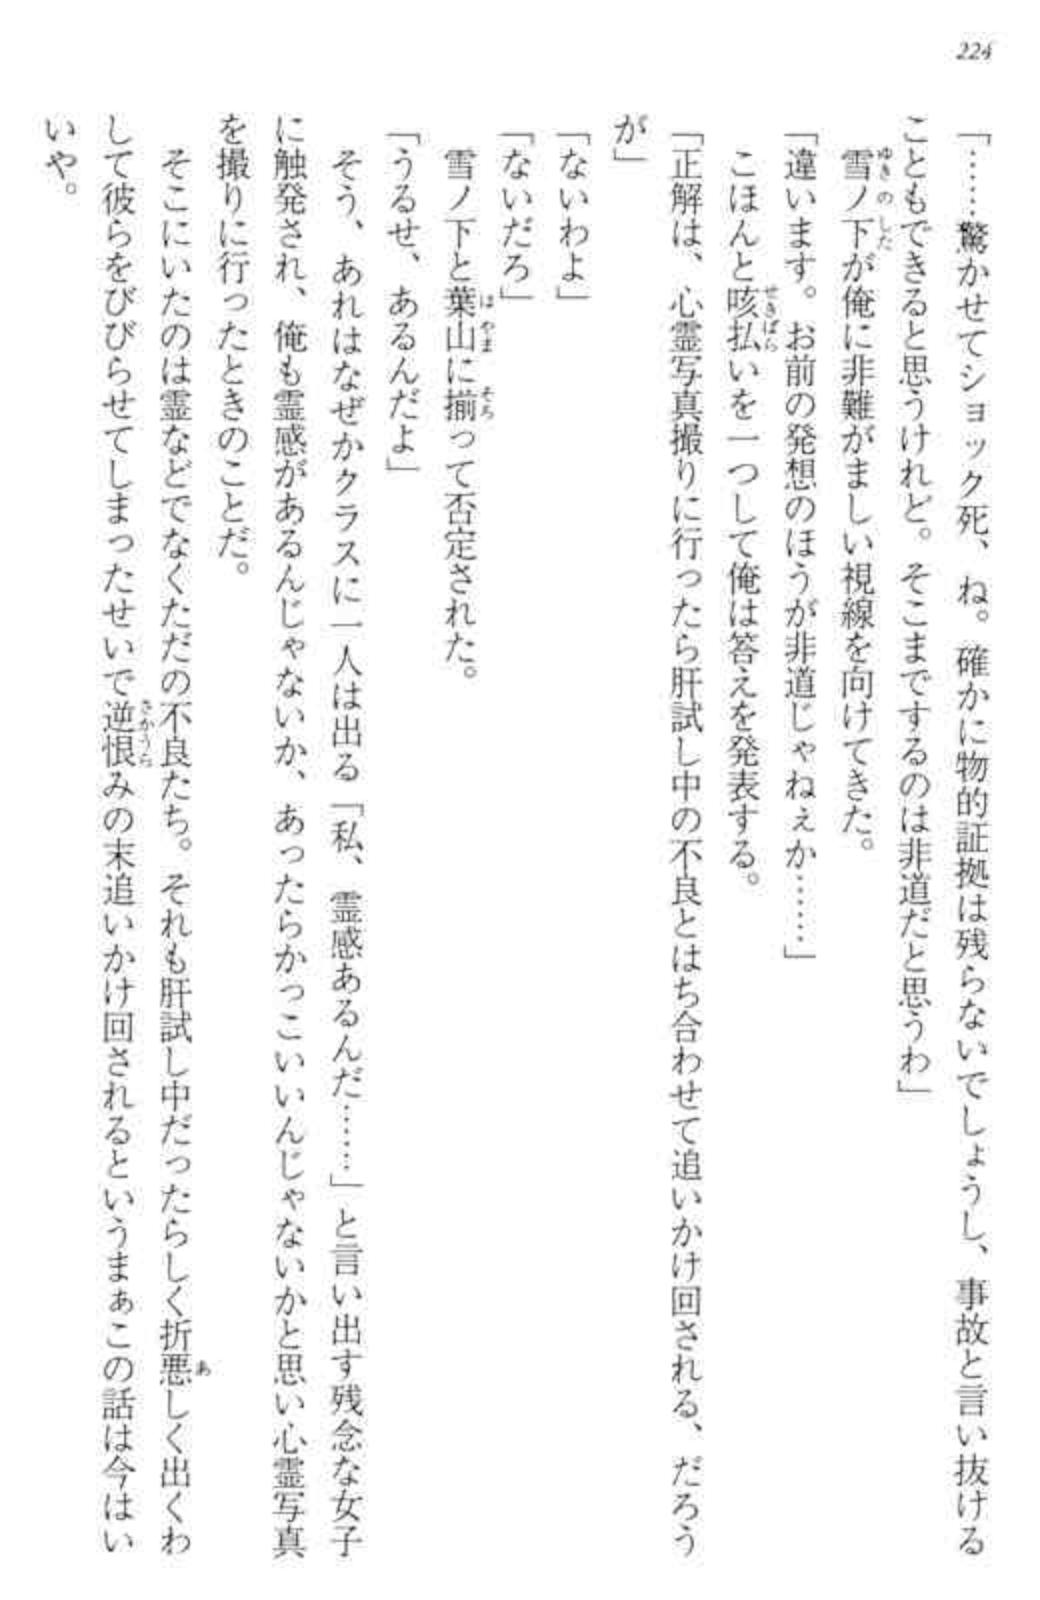 224
「……驚かせてショック死、ね。確かに物的証拠は残らないでしょうし、事故と言い抜ける
こともできると思うけれど。そこまでするのは非道だと思うわ」
雪ノ下が俺に非難がましい視線を向けてきた。
「違います。お前の発想のほうが非道じゃねぇか……」
こほんと咳払いを一つして俺は答えを発表する。
「正解は、心霊写真撮りに行ったら肝試し中の不良とはち合わせて追いかけ回される、だろう
が」
「ないわよ」
「ないだろ」
雪ノ下と葉山に揃って否定された。
「うるせ、あるんだよ」
そう、あれはなぜかクラスに一人は出る「私、霊感あるんだ……」と言い出す残念な女子
に触発され、俺も霊感があるんじゃないか、あったらかっこいいんじゃないかと思い心霊写真
を撮りに行ったときのことだ。
そこにいたのは霊などでなくただの不良たち。それも肝試し中だったらしく折悪しく出くわ
して彼らをびびらせてしまったせいで逆恨みの末追いかけ回されるというまぁこの話は今はい
いや。